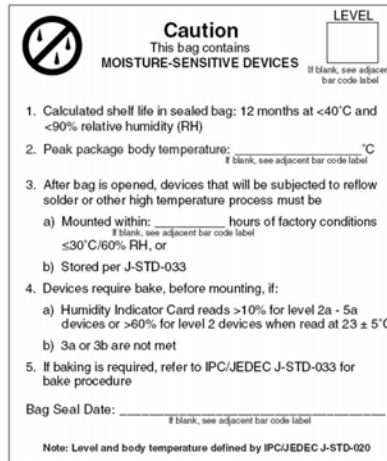 Caution
This bag contains
MOISTURE-SENSITIVE DEVICES
LEVEL
If blank, see adjacen
bar code label
1. Calculated shelf life in sealed bag: 12 months at <40˚C and
<90% relative humidity (RH)
2. Peak package body temperature: ____________________˚C
If blank, see adjacent bar code label
3. After bag is opened, devices that will be subjected to reflow
solder or other high temperature process must be
a) Mounted within: ___________ hours of factory conditions
If blank, see adjacent bar code label
≤30˚C/60% RH, or
b) Stored per J-STD-033
4. Devices require bake, before mounting, if:
a) Humidity Indicator Card reads >10% for level 2a - 5a
devices or >60% for level 2 devices when read at 23 ± 5˚C
b) 3a or 3b are not met
5. If baking is required, refer to IPC/JEDEC J-STD-033 for
bake procedure
Bag Seal Date: ____________________________________
If blank, see adjacent bar code label
Note: Level and body temperature defined by IPC/JEDEC J-STD-020